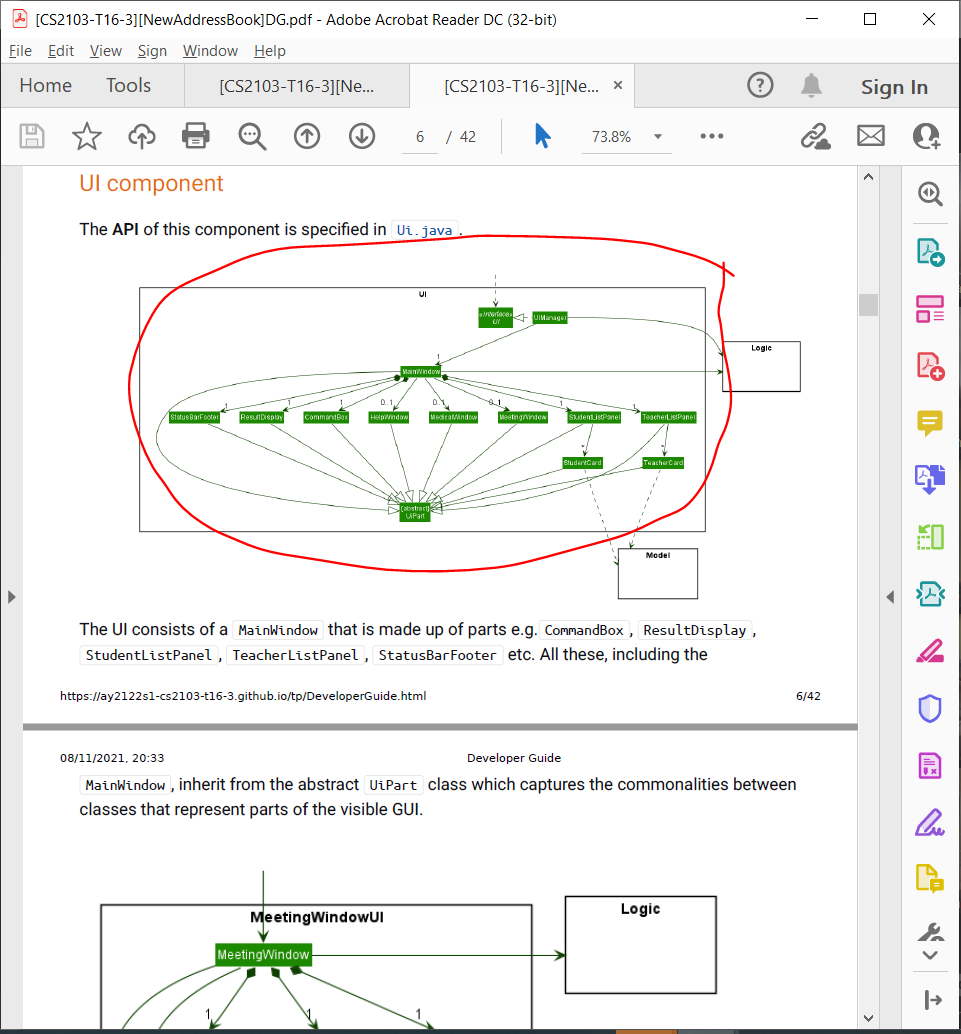 [CS2103-T16-3][NewAddressBook]DG.pdf - Adobe Acrobat Reader DC (32-bit)
File Edit View Sign Window Help
Home Tools [CS2103-T16-3][Ne... [CS2103-T16-3][Ne... × Sign In
6 / 42 73.8%
UI component
The API of this component is specified in Ui.java.
UI
«interface»
UI
UiManager
Logic
1
MainWindow
1 1 1 0..1 0..1 1 1
StatusBarFooter ResultDisplay CommandBox HelpWindow MedicalWindow MeetingWindow StudentListPanel TeacherListPanel
* *
StudentCard TeacherCard
{abstract}
UiPart
Model
The UI consists of a MainWindow that is made up of parts e.g. CommandBox, ResultDisplay,
StudentListPanel, TeacherListPanel, StatusBarFooter etc. All these, including the
https://ay2122s1-cs2103-t16-3.github.io/tp/DeveloperGuide.html 6/42
08/11/2021, 20:33 Developer Guide
MainWindow, inherit from the abstract UiPart class which captures the commonalities between
classes that represent parts of the visible GUI.
MeetingWindowUI
Logic
MeetingWindow
1 1 1